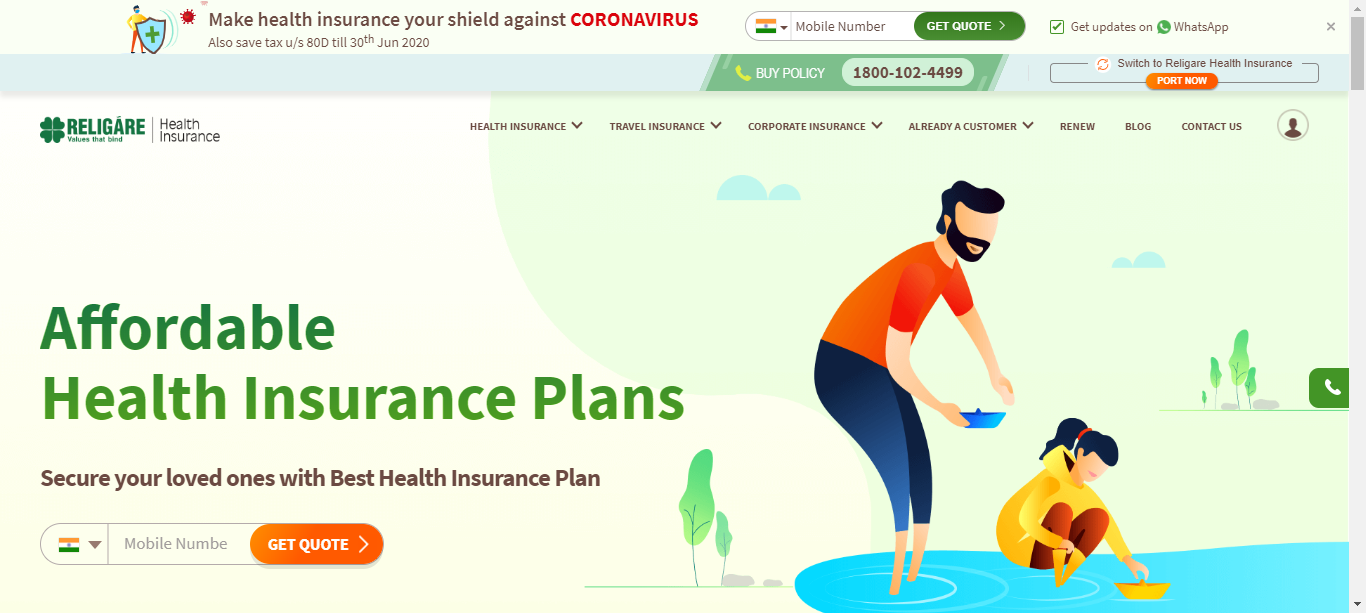 Make health insurance your shield against CORONAVIRUS
Also save tax u/s 80D till 30th Jun 2020
Mobile Number
GET QUOTE
Get updates on WhatsApp
×
BUY POLICY
1800-102-4499
Switch to Religare Health Insurance
PORT NOW
RELIGÁRE
Values that bind
Health
Insurance
HEALTH INSURANCE
TRAVEL INSURANCE
CORPORATE INSURANCE
ALREADY A CUSTOMER
RENEW
BLOG
CONTACT US
Affordable
Health Insurance Plans
Secure your loved ones with Best Health Insurance Plan
Mobile Numbe
GET QUOTE